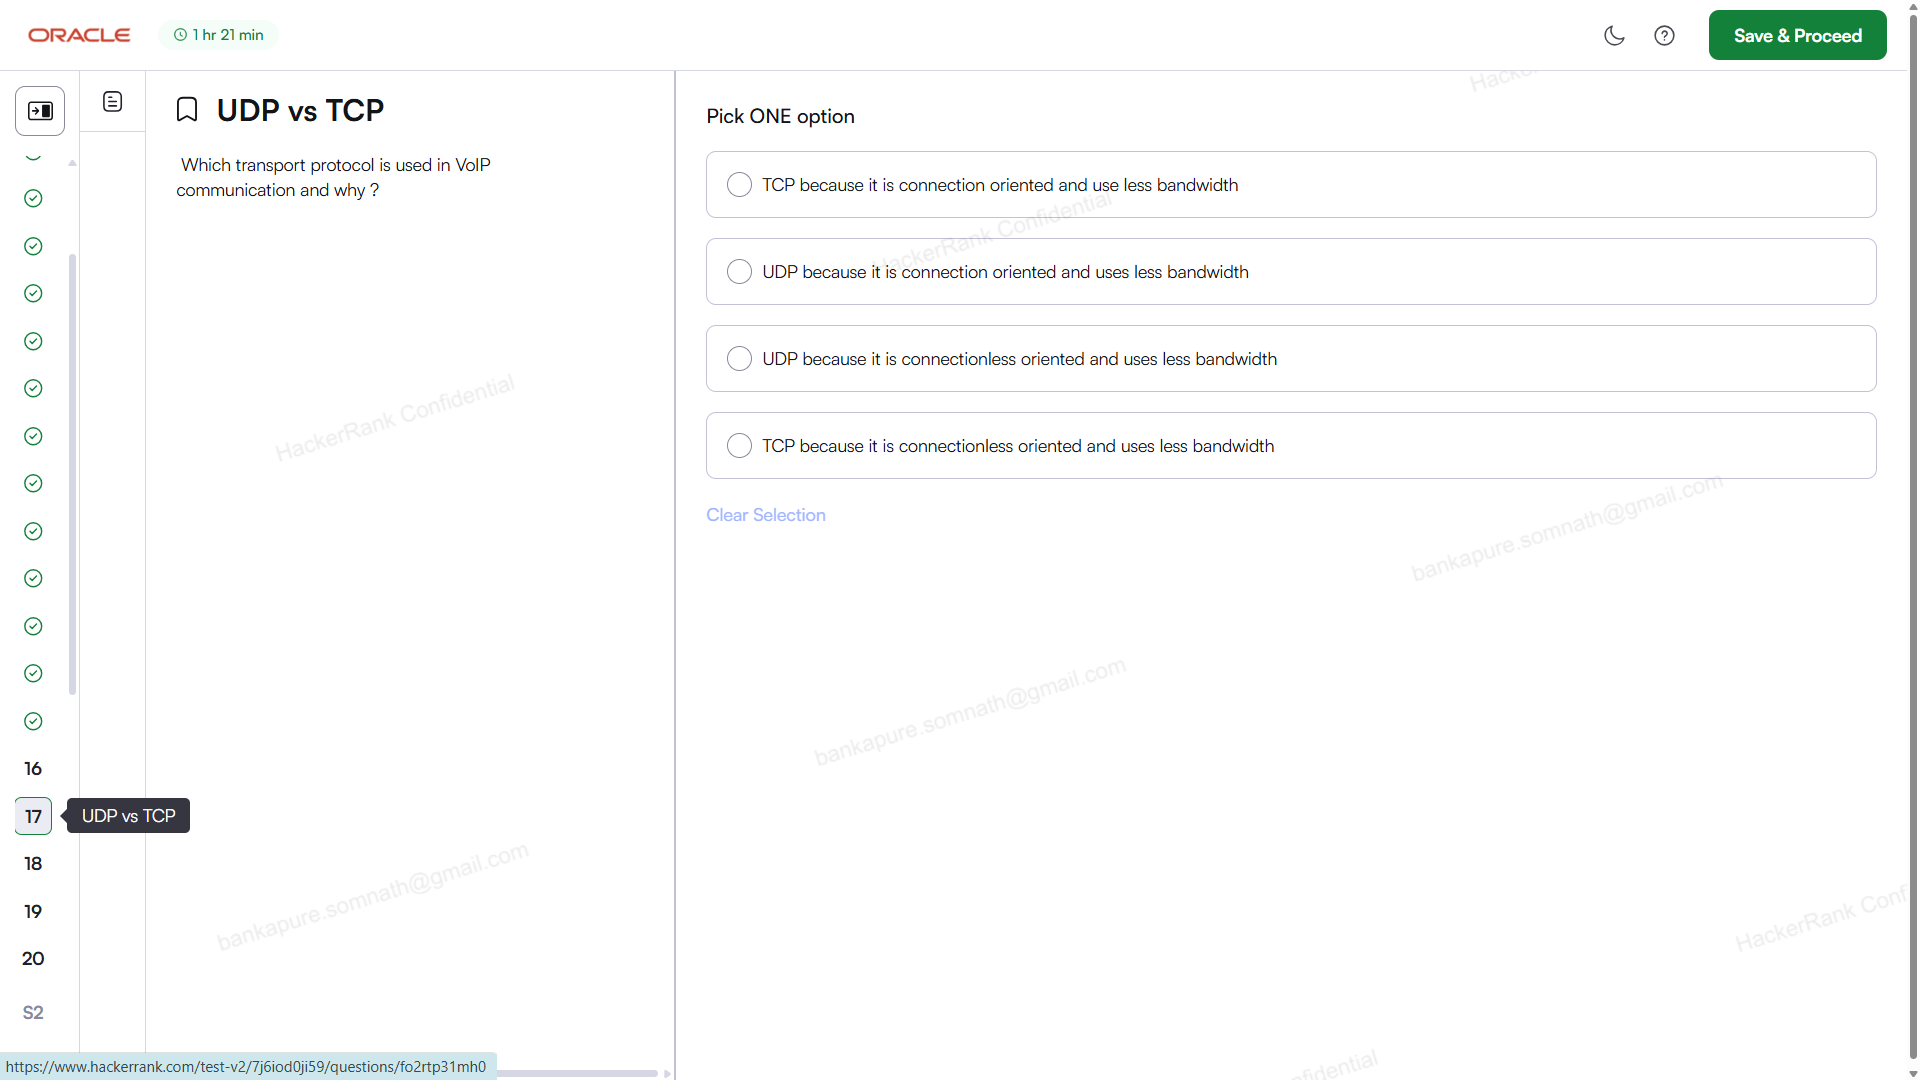 ORACLE
1 hr 21 min
Save & Proceed
UDP vs TCP
Which transport protocol is used in VoIP
communication and why ?
Pick ONE option
TCP because it is connection oriented and use less bandwidth
UDP because it is connection oriented and uses less bandwidth
UDP because it is connectionless oriented and uses less bandwidth
TCP because it is connectionless oriented and uses less bandwidth
Clear Selection
16
17
UDP vs TCP
18
19
20
S2
https://www.hackerrank.com/test-v2/7j6iod0ji59/questions/fo2rtp31mh0
HackerRank Confidential
HackerRank Confidential
bankapure.somnath@gmail.com
bankapure.somnath@gmail.com
bankapure.somnath@gmail.com
HackerRank Conf